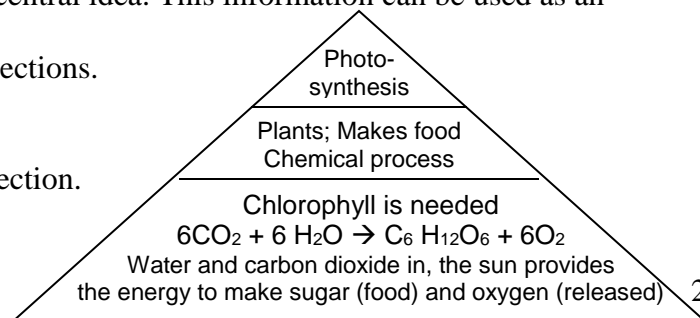 central idea. This information can be used as an
ections.
Photo-
synthesis
Plants; Makes food
Chemical process
ection.
Chlorophyll is needed
6CO₂ + 6 H₂O → C₆ H₁₂O₆ + 6O₂
Water and carbon dioxide in, the sun provides
the energy to make sugar (food) and oxygen (released)